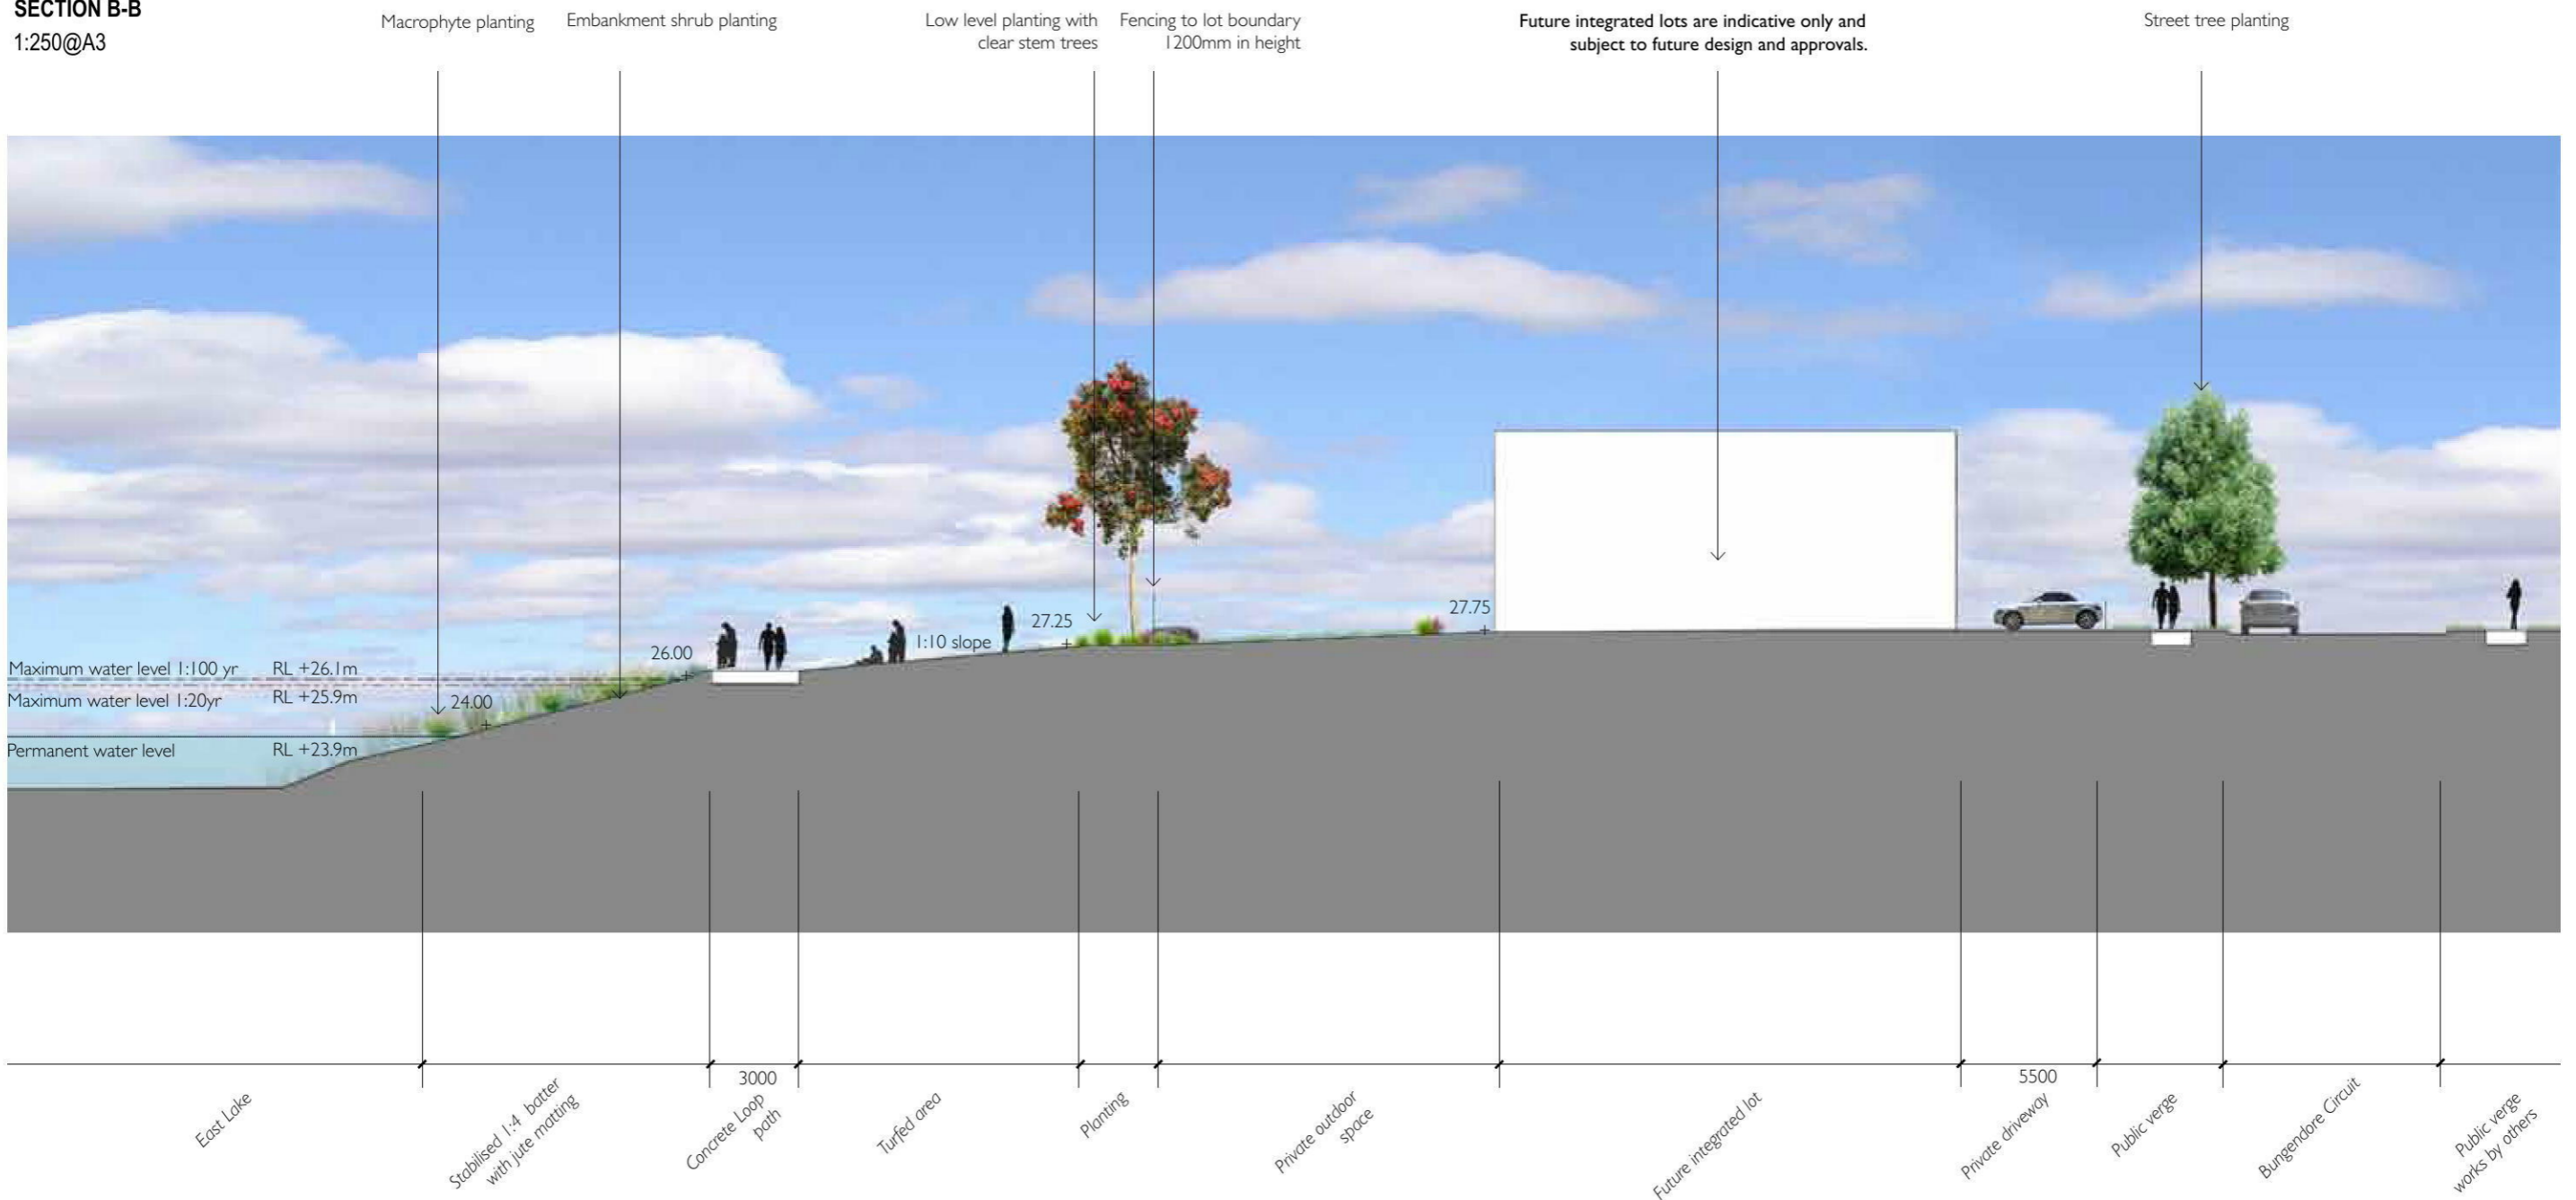 SECTION B-B
1:250@A3
Macrophyte planting
Embankment shrub planting
Low level planting with
clear stem trees
Fencing to lot boundary
1200mm in height
Future integrated lots are indicative only and
subject to future design and approvals.
Street tree planting
27.75
27.25
1:10 slope
26.00
Maximum water level 1:100 yr RL +26.1m
Maximum water level 1:20yr RL +25.9m
24.00
Permanent water level RL +23.9m
3000
5500
East Lake
Stabilised 1:4 batter
with jute matting
Concrete Loop
path
Turfed area
Planting
Private outdoor
space
Future integrated lot
Private driveway
Public verge
Bungendore Circuit
Public verge
works by others